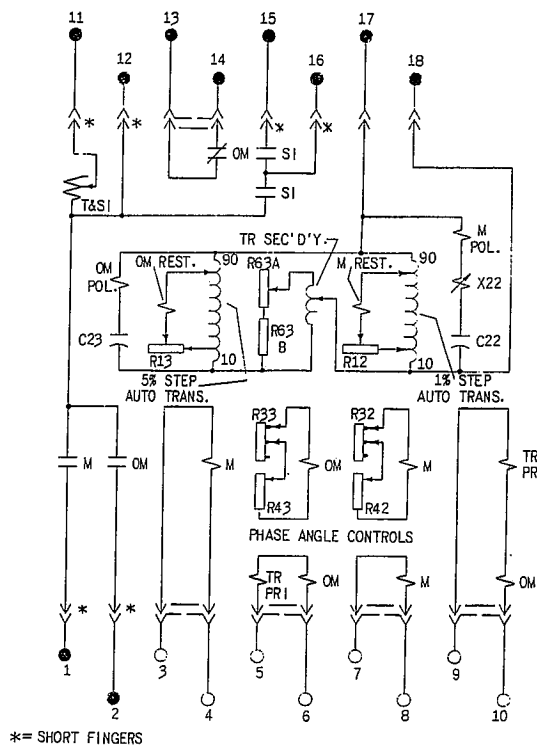 11
13
15
17
12
14
16
18
*
*
*
*
OM
SI
SI
T&SI
TR SEC'D'Y.
M
POL.
OM
POL.
OM REST.
90
R63A
M REST.
90
X22
R63
B
C23
C22
R13
10
R12
10
5% STEP
AUTO TRANS.
1% STEP
AUTO TRANS.
R33
R32
M
OM
M
OM
M
TR
PRI
R43
R42
PHASE ANGLE CONTROLS
TR
PRI
OM
M
OM
*
*
1
3
5
7
9
2
4
6
8
10
*= SHORT FINGERS